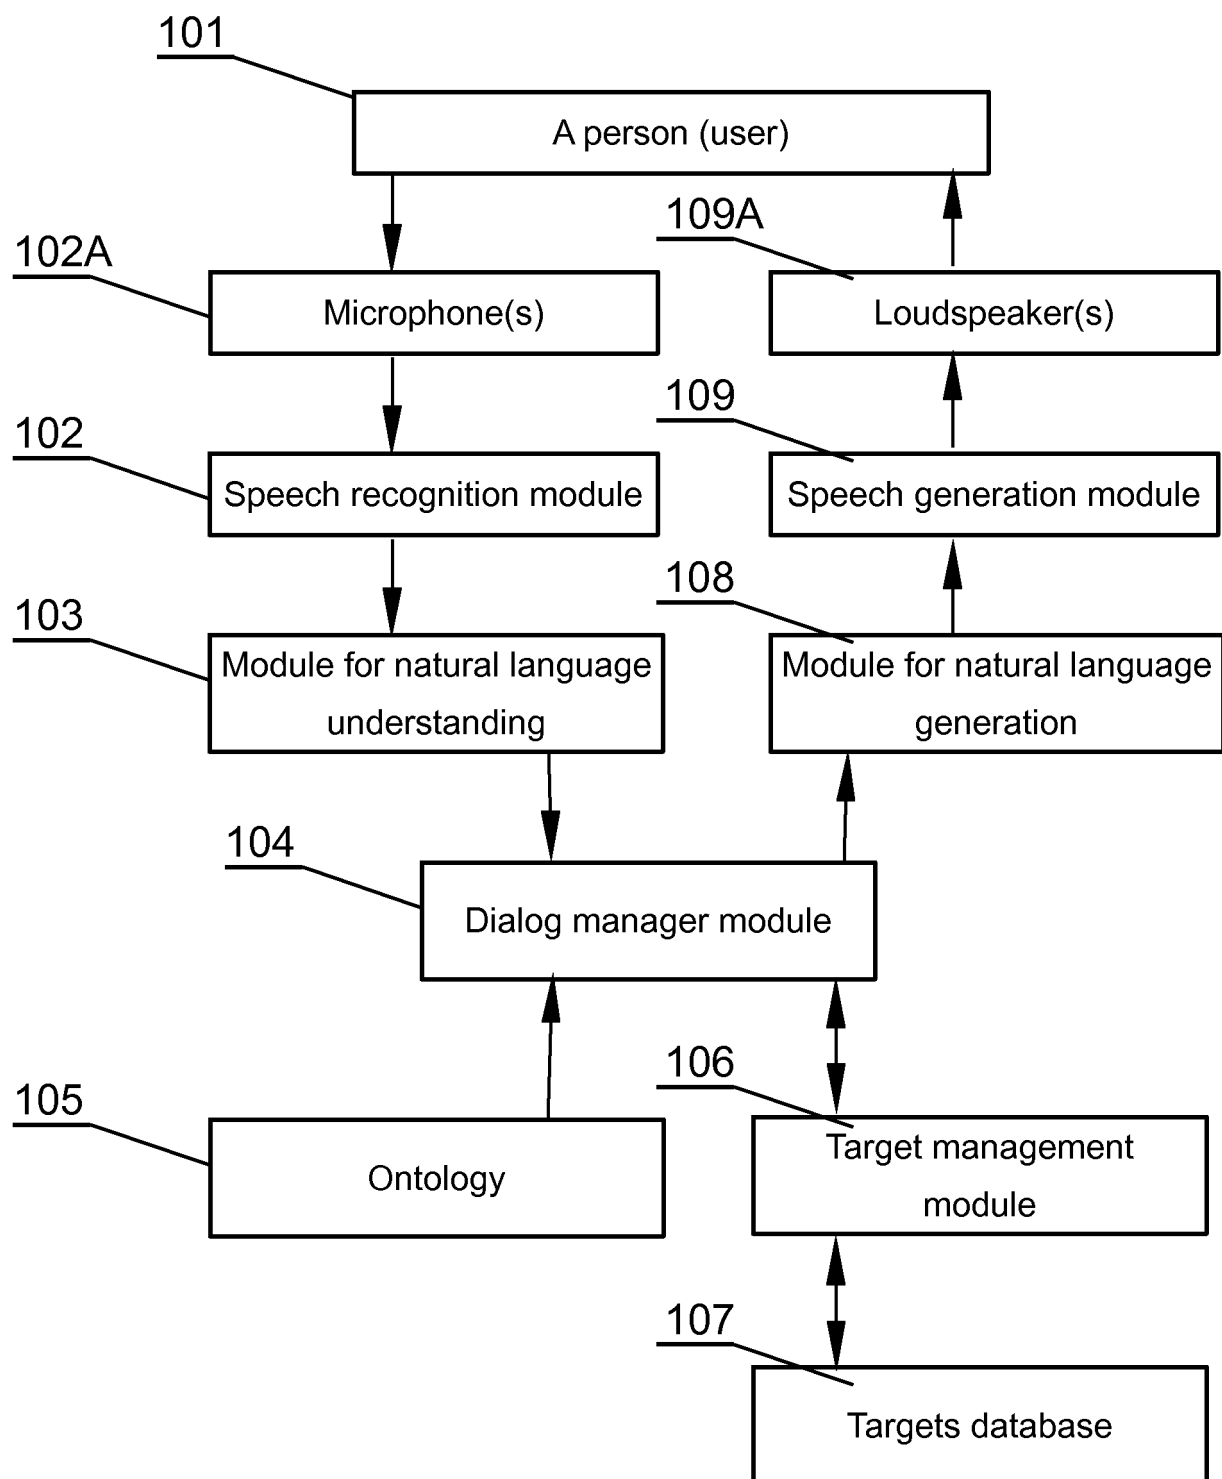 101
A person (user)
102A
109A
Microphone(s)
Loudspeaker(s)
102
109
Speech recognition module
Speech generation module
103
108
Module for natural language
understanding
Module for natural language
generation
104
Dialog manager module
105
106
Ontology
Target management
module
107
Targets database